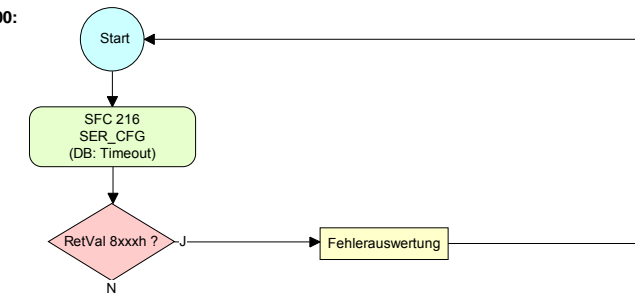 00:
Start
SFC 216
SER_CFG
(DB: Timeout)
RetVal 8xxxh ?
J
Fehlerauswertung
N